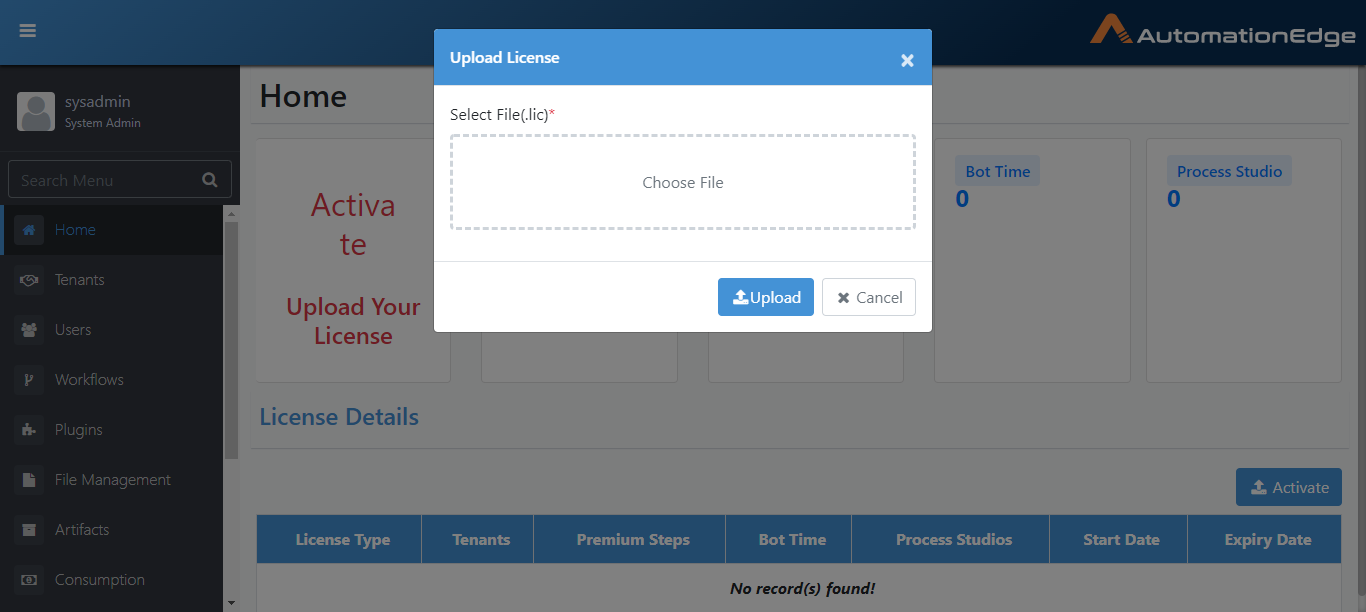 AutomationEdge
sysadmin
System Admin
Search Menu
Home
Tenants
Users
Workflows
Plugins
File Management
Artifacts
Consumption
Home
Activa
te
Upload Your
License
Bot Time
0
Process Studio
0
Upload License
Select File(.lic)*
Choose File
Upload
Cancel
License Details
Activate
License Type Tenants Premium Steps Bot Time Process Studios Start Date Expiry Date
No record(s) found!